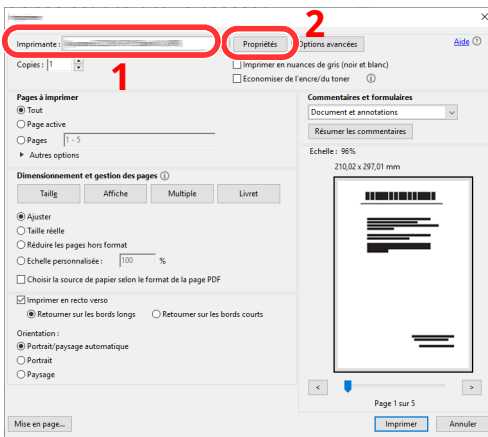 2
Imprimante :
Propriétés
Options avancées
Aide
1
Copies : 1
Imprimer en nuances de gris (noir et blanc)
Economiser de l'encre/du toner
Pages à imprimer
Tout
Page active
Pages 1 - 5
Autres options
Dimensionnement et gestion des pages
Taille
Affiche
Multiple
Livret
Ajuster
Taille réelle
Réduire les pages hors format
Echelle personnalisée : 100 %
Choisir la source de papier selon le format de la page PDF
Imprimer en recto verso
Retourner sur les bords longs
Retourner sur les bords courts
Orientation :
Portrait/paysage automatique
Portrait
Paysage
Commentaires et formulaires
Document et annotations
Résumer les commentaires
Echelle : 96%
210,02 x 297,01 mm
<
>
Page 1 sur 5
Mise en page...
Imprimer
Annuler